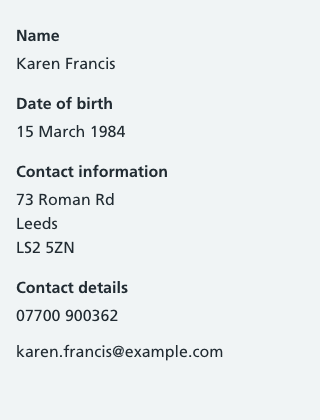 Name
Karen Francis
Date of birth
15 March 1984
Contact information
73 Roman Rd
Leeds
LS2 5ZN
Contact details
07700 900362
karen.francis@example.com